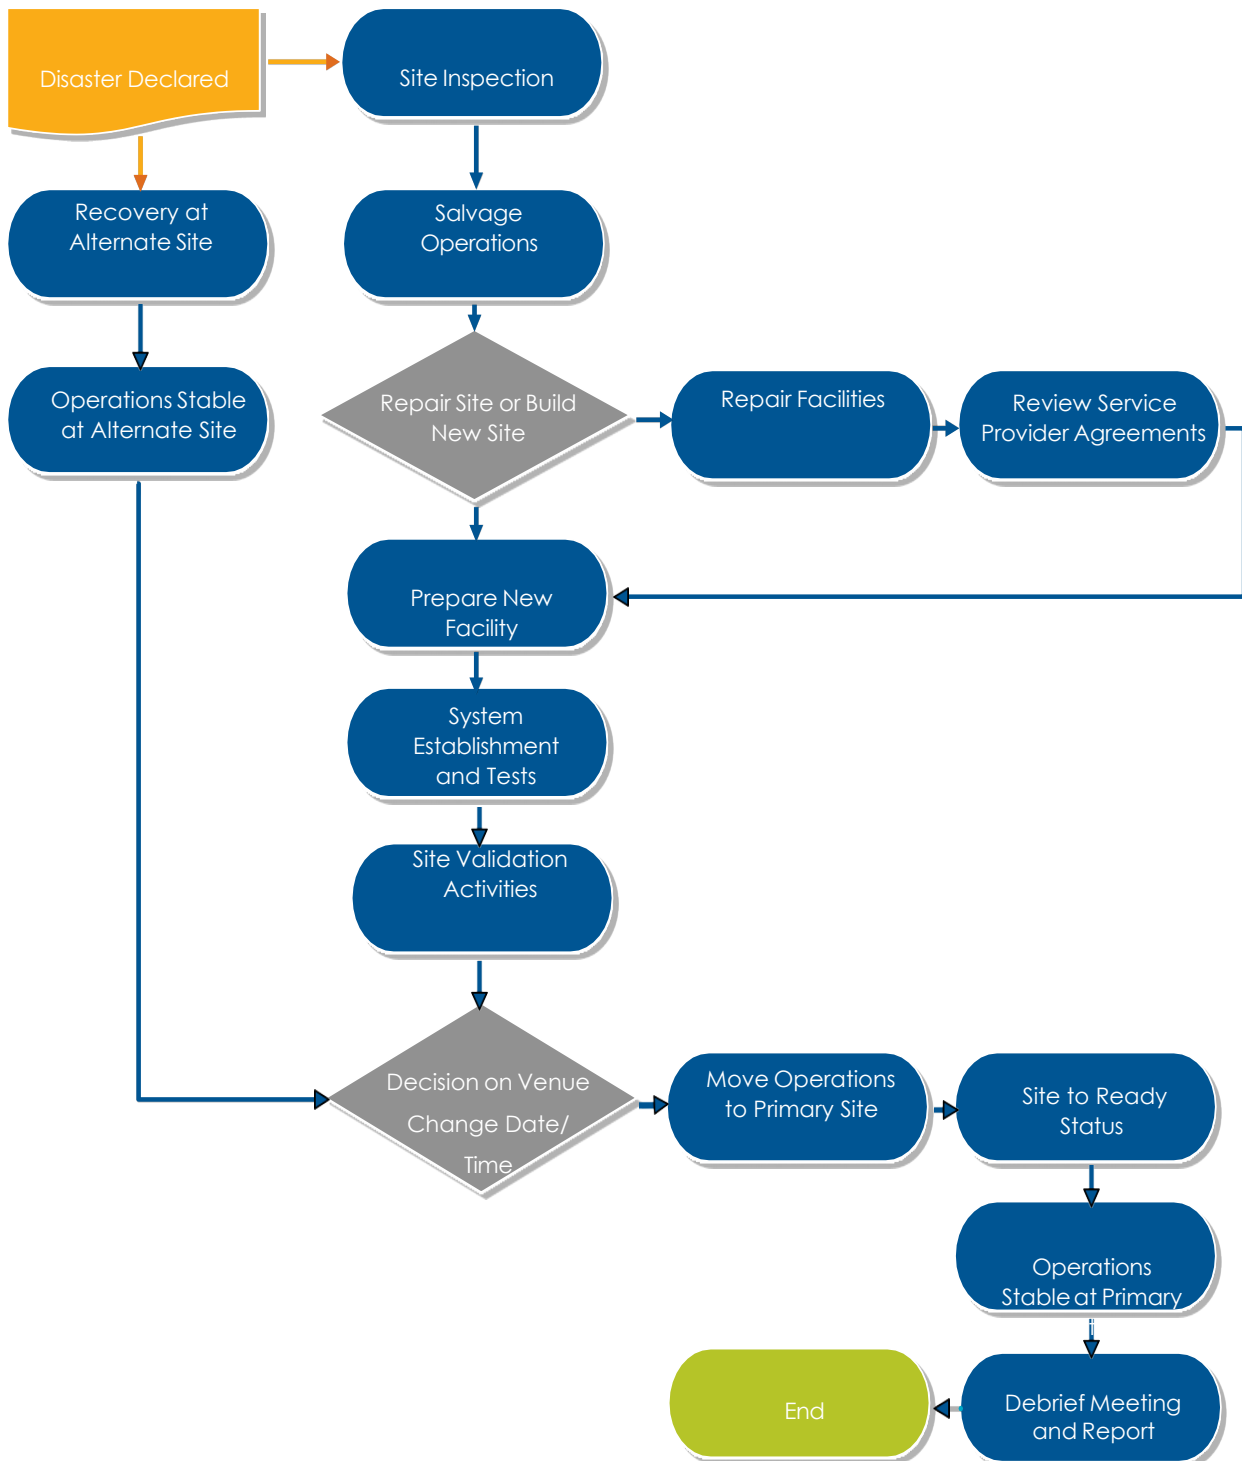 Disaster Declared
Site Inspection
Recovery at
Alternate Site
Salvage
Operations
Operations Stable
at Alternate Site
Repair Site or Build
New Site
Repair Facilities
Review Service
Provider Agreements
Prepare New
Facility
System
Establishment
and Tests
Site Validation
Activities
Decision on Venue
Change Date/
Time
Move Operations
to Primary Site
Site to Ready
Status
Operations
Stable at Primary
Debrief Meeting
and Report
End